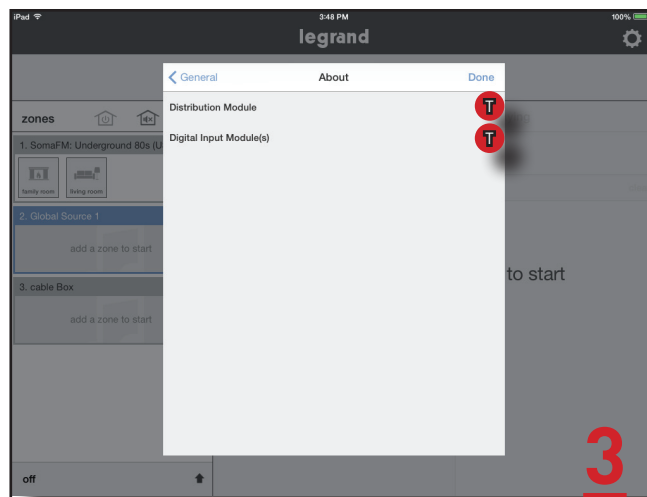 iPad 3:48 PM 100%
legrand
General About Done
Distribution Module T
Digital Input Module(s) T
zones
1. SomaFM: Underground 80s (U
family room living room
2. Global Source 1
add a zone to start
to start
3. cable Box
add a zone to start
off
3